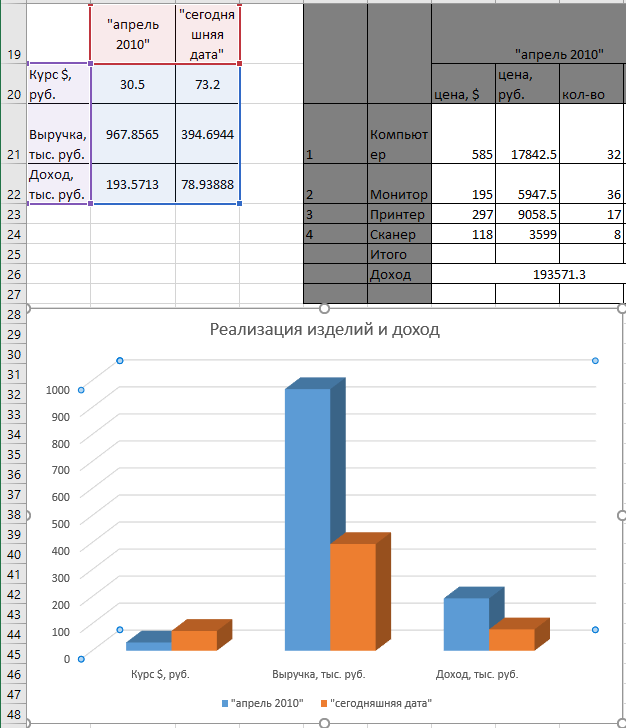 19 "апрель "сегодня
2010" шняя
дата" "апрель 2010"
20 Курс $,
руб. 30.5 73.2 цена, $ цена,
руб. кол-во
21 Выручка,
тыс. руб. 967.8565 394.6944 1 Компьют
ер 585 17842.5 32
22 Доход,
тыс. руб. 193.5713 78.93888 2 Монитор 195 5947.5 36
23 3 Принтер 297 9058.5 17
24 4 Сканер 118 3599 8
25 Итого
26 Доход 193571.3
27
28
29 Реализация изделий и доход
30
31
32 1000
33 900
34 800
35
36 700
37 600
38 500
39
40 400
41 300
42 200
43
44 100
45 0
46 Курс $, руб. Выручка, тыс. руб. Доход, тыс. руб.
47 "апрель 2010" "сегодняшняя дата"
48